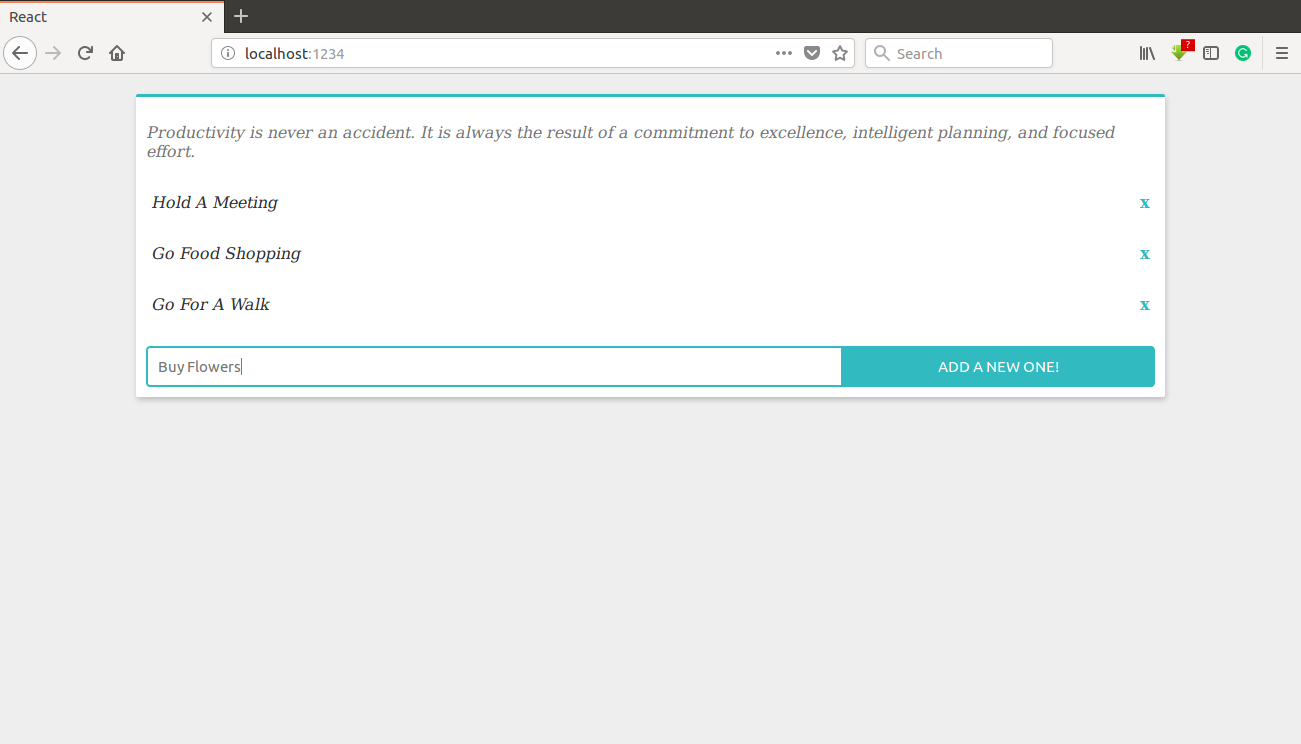 React
localhost:1234
Search
?
Productivity is never an accident. It is always the result of a commitment to excellence, intelligent planning, and focused
effort.
Hold A Meeting x
Go Food Shopping x
Go For A Walk x
Buy Flowers ADD A NEW ONE!